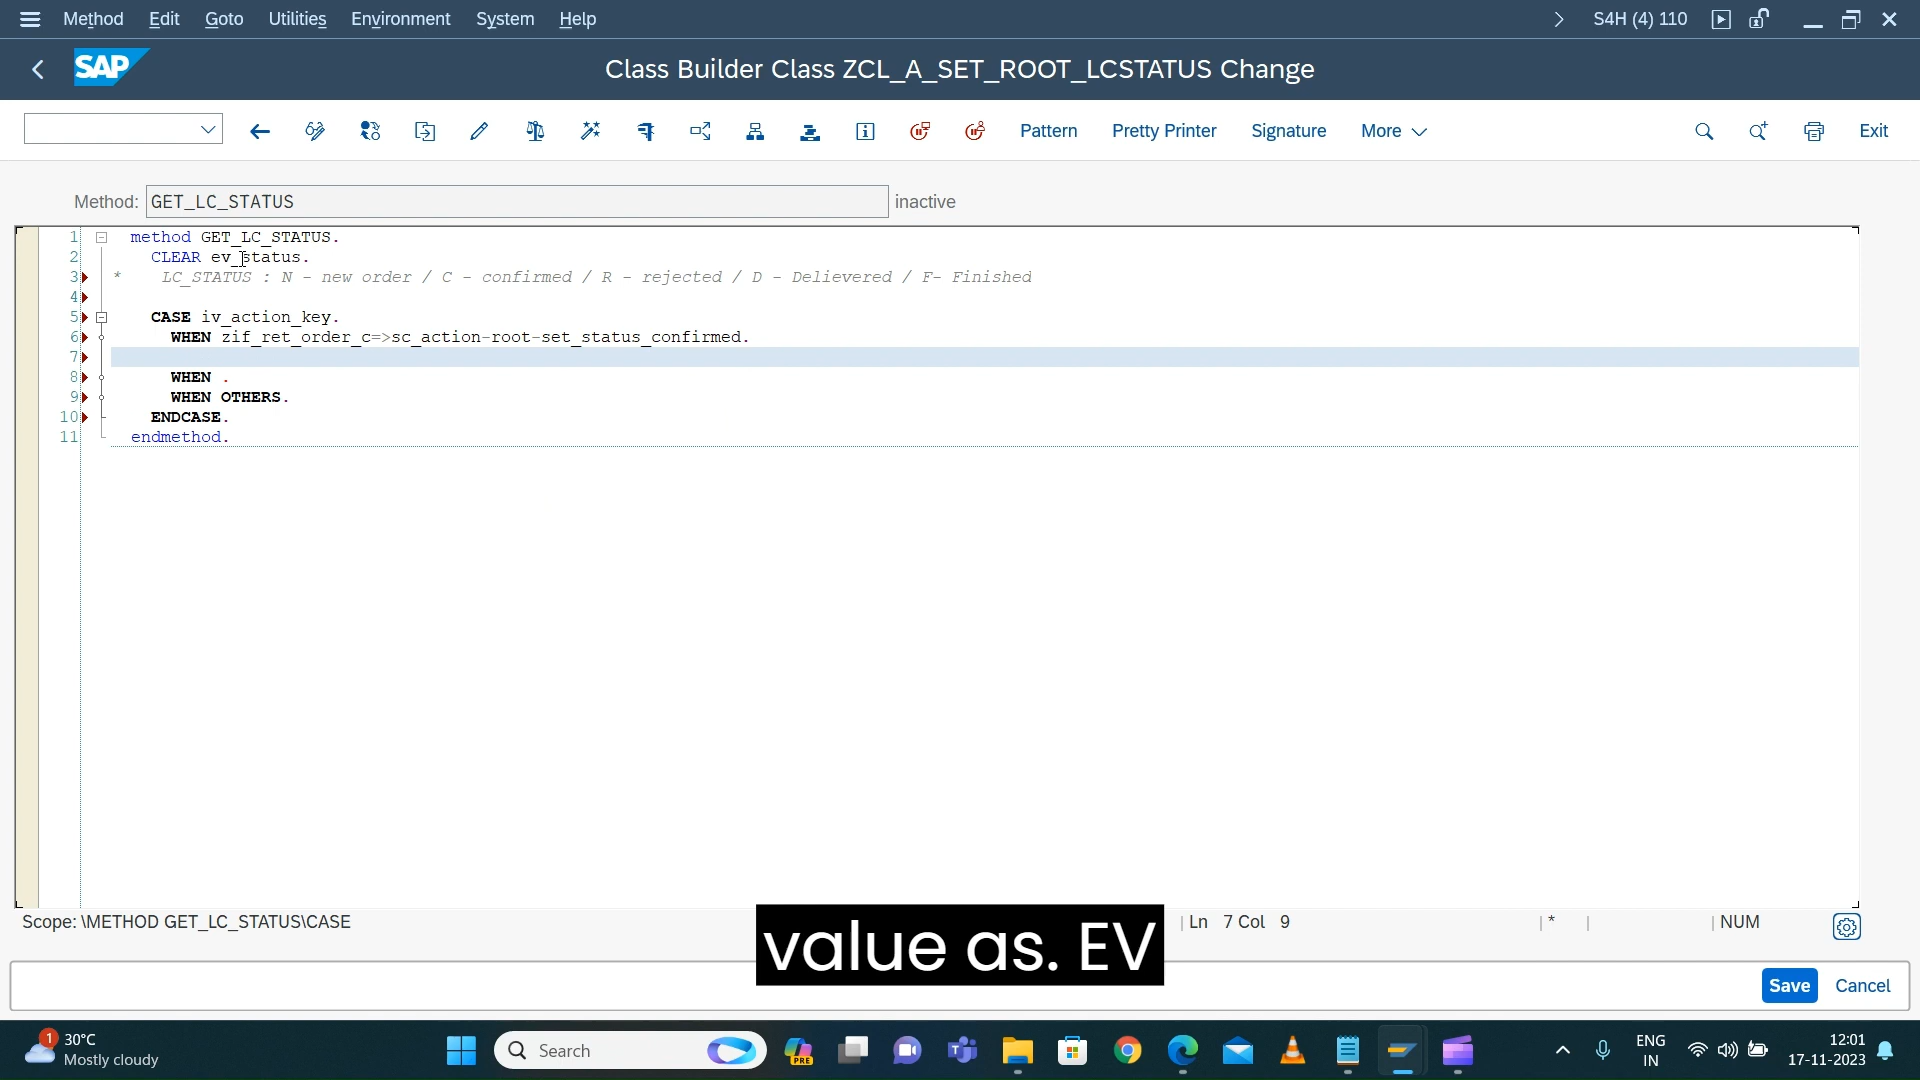 Method Edit Goto Utilities Environment System Help
S4H (4) 110
SAP
Class Builder Class ZCL_A_SET_ROOT_LCSTATUS Change
Pattern Pretty Printer Signature More
Exit
Method: GET_LC_STATUS inactive
1 method GET_LC_STATUS.
2 CLEAR ev_status.
3 * LC_STATUS : N - new order / C - confirmed / R - rejected / D - Delievered / F- Finished
4
5 CASE iv_action_key.
6 WHEN zif_ret_order_c=>sc_action-root-set_status_confirmed.
7
8 WHEN .
9 WHEN OTHERS.
10 ENDCASE.
11 endmethod.
Scope: \METHOD GET_LC_STATUS\CASE
Ln 7 Col 9
*
NUM
value as. EV
Save Cancel
1
30°C
Mostly cloudy
Search
PRE
ENG
IN
12:01
17-11-2023